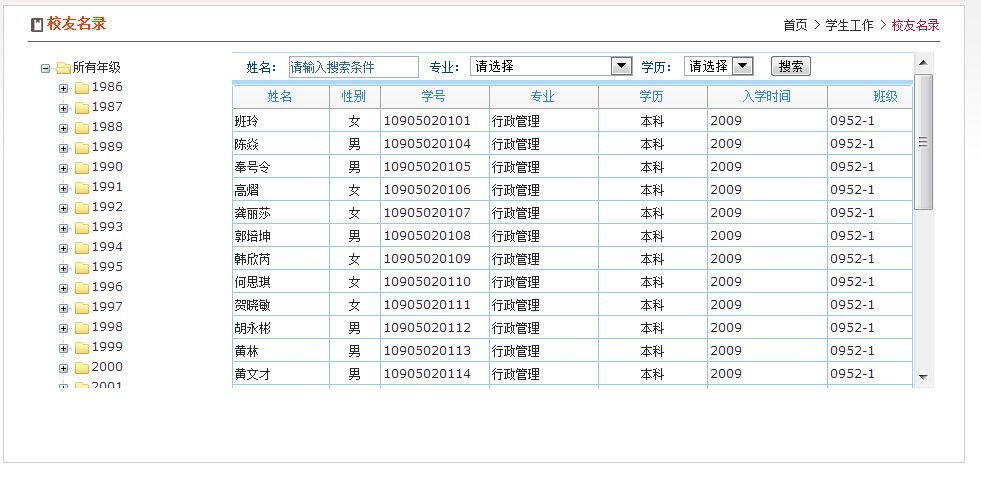 校友名录
首页 > 学生工作 > 校友名录
所有年级
1986
1987
1988
1989
1990
1991
1992
1993
1994
1995
1996
1997
1998
1999
2000
2001
姓名： 请输入搜索条件 专业： 请选择 学历： 请选择 搜索
姓名 性别 学号 专业 学历 入学时间 班级
班玲 女 10905020101 行政管理 本科 2009 0952-1
陈焱 男 10905020104 行政管理 本科 2009 0952-1
奉号令 男 10905020105 行政管理 本科 2009 0952-1
高熠 女 10905020106 行政管理 本科 2009 0952-1
龚丽莎 女 10905020107 行政管理 本科 2009 0952-1
郭培坤 男 10905020108 行政管理 本科 2009 0952-1
韩欣芮 女 10905020109 行政管理 本科 2009 0952-1
何思琪 女 10905020110 行政管理 本科 2009 0952-1
贺晓敏 女 10905020111 行政管理 本科 2009 0952-1
胡永彬 男 10905020112 行政管理 本科 2009 0952-1
黄林 男 10905020113 行政管理 本科 2009 0952-1
黄文才 男 10905020114 行政管理 本科 2009 0952-1